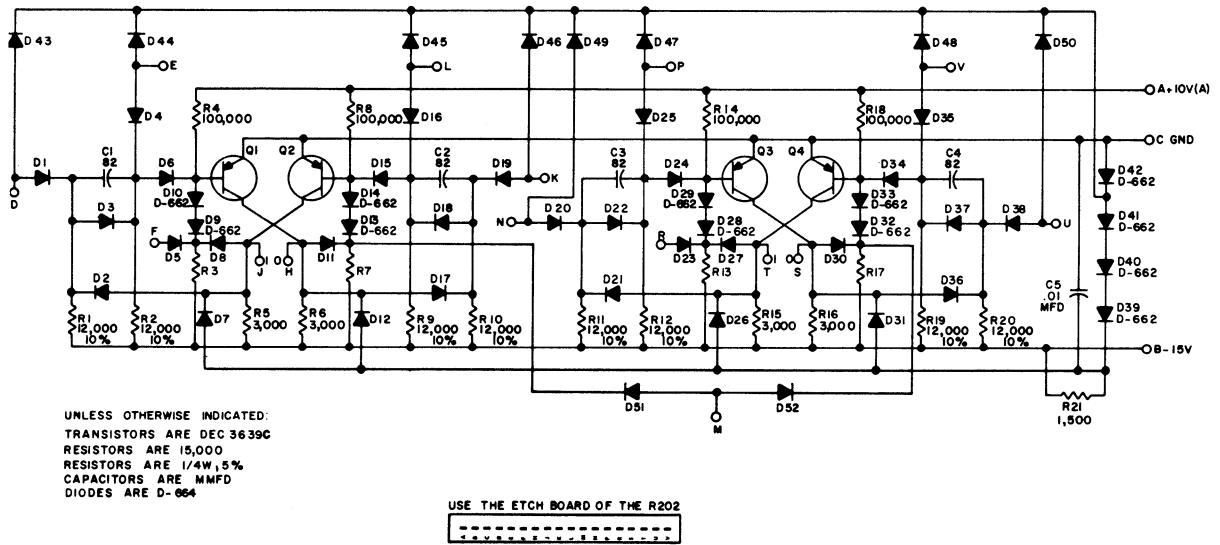 D43
D44
D45
D46
D49
D47
D48
D50
E
L
P
V
A+10V(A)
R4
100,000
R8
100,000
R14
100,000
R18
100,000
D4
D16
D25
D35
C GND
D1
C1
82
D6
Q1
Q2
D15
C2
82
D19
K
C3
82
D24
Q3
Q4
D34
C4
82
D42
D-662
D
D10
D-662
D14
D-662
D29
D-662
D33
D-662
D3
D18
N
D20
D22
D37
D38
U
D41
D-662
D9
D-662
D13
D-662
D28
D-662
D32
D-662
F
D5
D8
R3
1
J
0
H
D11
R7
R
D23
D27
R13
1
T
0
S
D30
R17
D40
D-662
D2
D17
D21
D36
C5
.01
MFD
D39
D-662
R1
12,000
10%
R2
12,000
10%
D7
R5
3,000
R6
3,000
D12
R9
12,000
10%
R10
12,000
10%
R11
12,000
10%
R12
12,000
10%
D26
R15
3,000
R16
3,000
D31
R19
12,000
10%
R20
12,000
10%
B-15V
D51
D52
M
R21
1,500
UNLESS OTHERWISE INDICATED:
TRANSISTORS ARE DEC 3639C
RESISTORS ARE 15,000
RESISTORS ARE 1/4W, 5%
CAPACITORS ARE MMFD
DIODES ARE D-664
USE THE ETCH BOARD OF THE R202